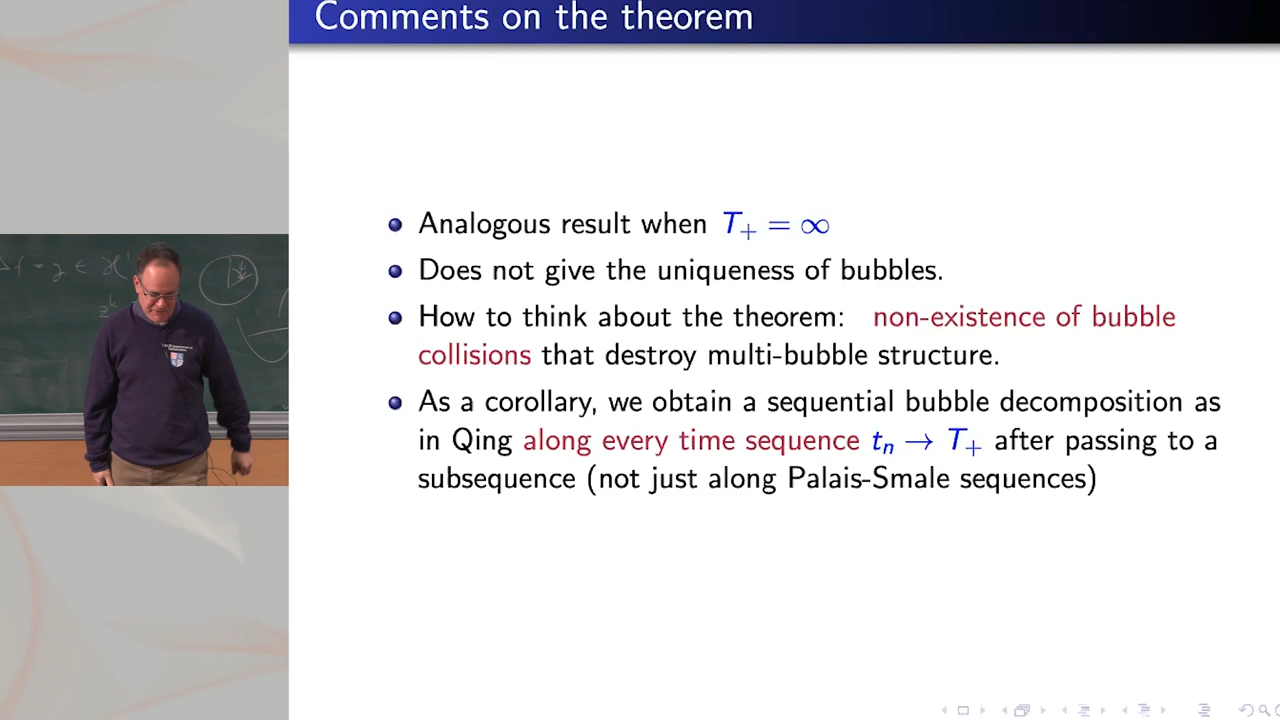 Comments on the theorem
Analogous result when T₊ = ∞
Does not give the uniqueness of bubbles.
How to think about the theorem: non-existence of bubble
collisions that destroy multi-bubble structure.
As a corollary, we obtain a sequential bubble decomposition as
in Qing along every time sequence tₙ → T₊ after passing to a
subsequence (not just along Palais-Smale sequences)